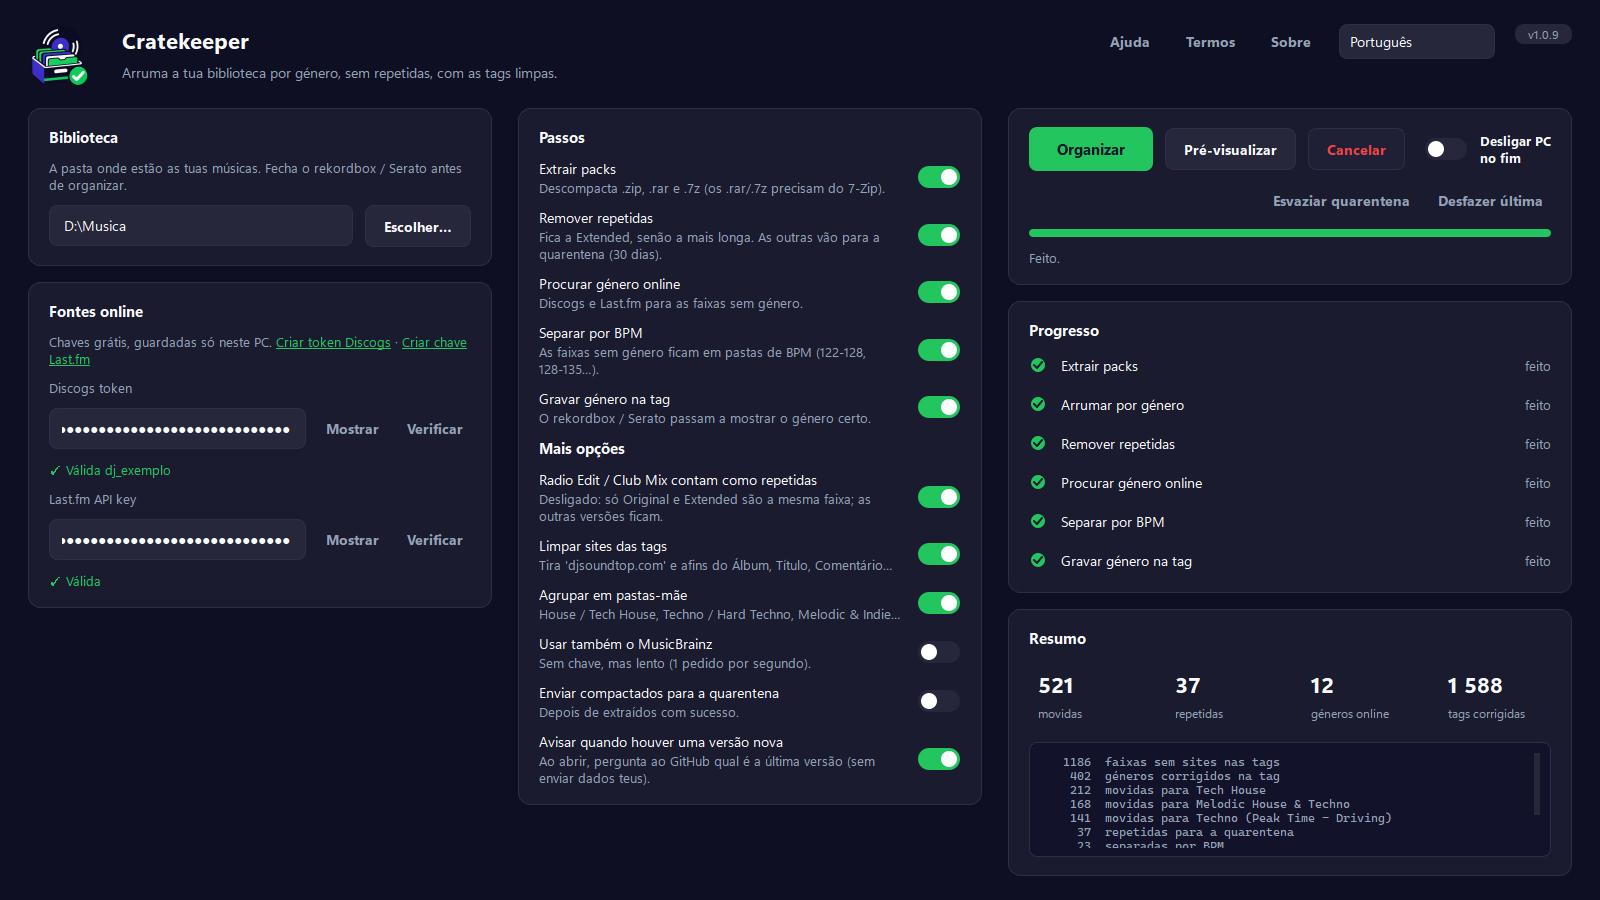 Cratekeeper
Arruma a tua biblioteca por género, sem repetidas, com as tags limpas.
Ajuda
Termos
Sobre
Português
v1.0.9
Biblioteca
A pasta onde estão as tuas músicas. Fecha o rekordbox / Serato antes
de organizar.
D:\Musica
Escolher...
Fontes online
Chaves grátis, guardadas só neste PC. Criar token Discogs · Criar chave
Last.fm
Discogs token
Mostrar
Verificar
✓ Válida dj_exemplo
Last.fm API key
Mostrar
Verificar
✓ Válida
Passos
Extrair packs
Descompacta .zip, .rar e .7z (os .rar/.7z precisam do 7-Zip).
Remover repetidas
Fica a Extended, senão a mais longa. As outras vão para a
quarentena (30 dias).
Procurar género online
Discogs e Last.fm para as faixas sem género.
Separar por BPM
As faixas sem género ficam em pastas de BPM (122-128,
128-135...).
Gravar género na tag
O rekordbox / Serato passam a mostrar o género certo.
Mais opções
Radio Edit / Club Mix contam como repetidas
Desligado: só Original e Extended são a mesma faixa; as
outras versões ficam.
Limpar sites das tags
Tira 'djsoundtop.com' e afins do Álbum, Título, Comentário...
Agrupar em pastas-mãe
House / Tech House, Techno / Hard Techno, Melodic & Indie...
Usar também o MusicBrainz
Sem chave, mas lento (1 pedido por segundo).
Enviar compactados para a quarentena
Depois de extraídos com sucesso.
Avisar quando houver uma versão nova
Ao abrir, pergunta ao GitHub qual é a última versão (sem
enviar dados teus).
Organizar
Pré-visualizar
Cancelar
Desligar PC
no fim
Esvaziar quarentena
Desfazer última
Feito.
Progresso
Extrair packs feito
Arrumar por género feito
Remover repetidas feito
Procurar género online feito
Separar por BPM feito
Gravar género na tag feito
Resumo
521 37 12 1 588
movidas repetidas géneros online tags corrigidas
1186 faixas sem sites nas tags
402 géneros corrigidos na tag
212 movidas para Tech House
168 movidas para Melodic House & Techno
141 movidas para Techno (Peak Time – Driving)
37 repetidas para a quarentena
23 separadas por BPM